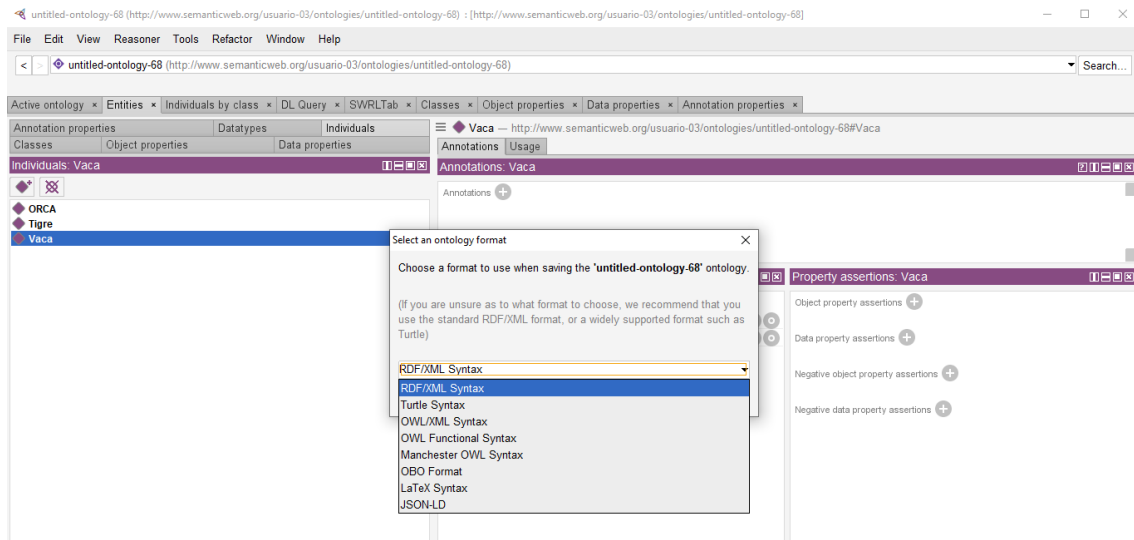 untitled-ontology-68 (http://www.semanticweb.org/usuario-03/ontologies/untitled-ontology-68) : [http://www.semanticweb.org/usuario-03/ontologies/untitled-ontology-68]
File Edit View Reasoner Tools Refactor Window Help
< > untitled-ontology-68 (http://www.semanticweb.org/usuario-03/ontologies/untitled-ontology-68) Search...
Active ontology × Entities × Individuals by class × DL Query × SWRLTab × Classes × Object properties × Data properties × Annotation properties ×
Annotation properties Datatypes Individuals
Classes Object properties Data properties
Individuals: Vaca
ORCA
Tigre
Vaca
Vaca — http://www.semanticweb.org/usuario-03/ontologies/untitled-ontology-68#Vaca
Annotations Usage
Annotations: Vaca
Annotations
Select an ontology format
Choose a format to use when saving the 'untitled-ontology-68' ontology.
(If you are unsure as to what format to choose, we recommend that you
use the standard RDF/XML format, or a widely supported format such as
Turtle)
RDF/XML Syntax
RDF/XML Syntax
Turtle Syntax
OWL/XML Syntax
OWL Functional Syntax
Manchester OWL Syntax
OBO Format
LaTeX Syntax
JSON-LD
Property assertions: Vaca
Object property assertions
Data property assertions
Negative object property assertions
Negative data property assertions